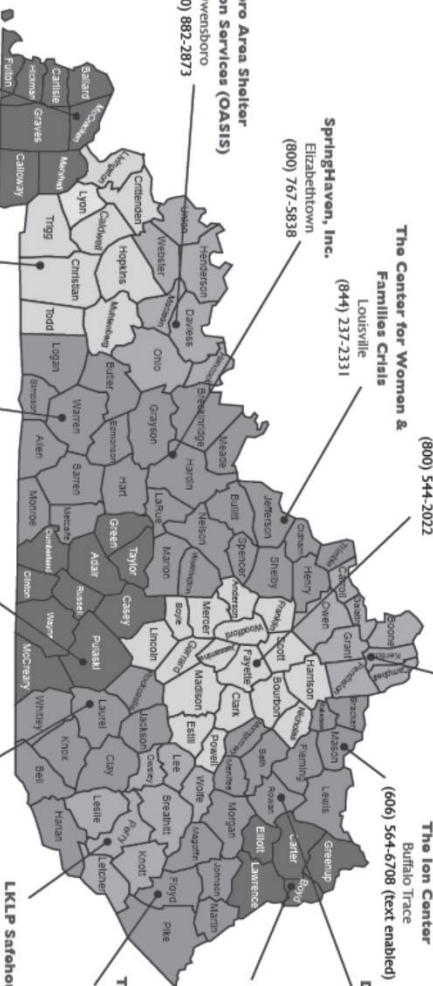 ro Area Shelter
on Services (OASIS)
wensboro
0) 882-2873
SpringHaven, Inc.
Elizabethtown
(800) 767-5838
The Center for Women &
Families Crisis
Louisville
(844) 237-2331
(800) 544-2022
The Ion Center
Buffalo Trace
(606) 564-6708 (text enabled)
LKLP Safehou
T
D
Fulton
Hickman
Carlisle
Ballard
McCracken
Graves
Calloway
Marshall
Livingston
Crittenden
Lyon
Caldwell
Trigg
Christian
Hopkins
Todd
Muhlenberg
Union
Webster
Henderson
McLean
Daviess
Ohio
Hancock
Logan
Butler
Simpson
Warren
Edmonson
Grayson
Breckinridge
Meade
Hardin
Allen
Barren
Hart
LaRue
Monroe
Metcalfe
Green
Taylor
Adair
Cumberland
Clinton
Russell
Wayne
Casey
Pulaski
McCreary
Marion
Nelson
Washington
Bullitt
Spencer
Jefferson
Oldham
Shelby
Henry
Trimble
Carroll
Owen
Gallatin
Grant
Boone
Kenton
Campbell
Pendleton
Bracken
Anderson
Franklin
Woodford
Mercer
Boyle
Lincoln
Garrard
Jessamine
Fayette
Scott
Harrison
Bourbon
Nicholas
Clark
Madison
Estill
Powell
Mason
Fleming
Lewis
Rowan
Bath
Montgomery
Menifee
Morgan
Wolfe
Lee
Owsley
Jackson
Rockcastle
Laurel
Whitley
Knox
Bell
Clay
Leslie
Harlan
Perry
Breathitt
Letcher
Knott
Magoffin
Floyd
Johnson
Martin
Pike
Elliott
Carter
Greenup
Boyd
Lawrence